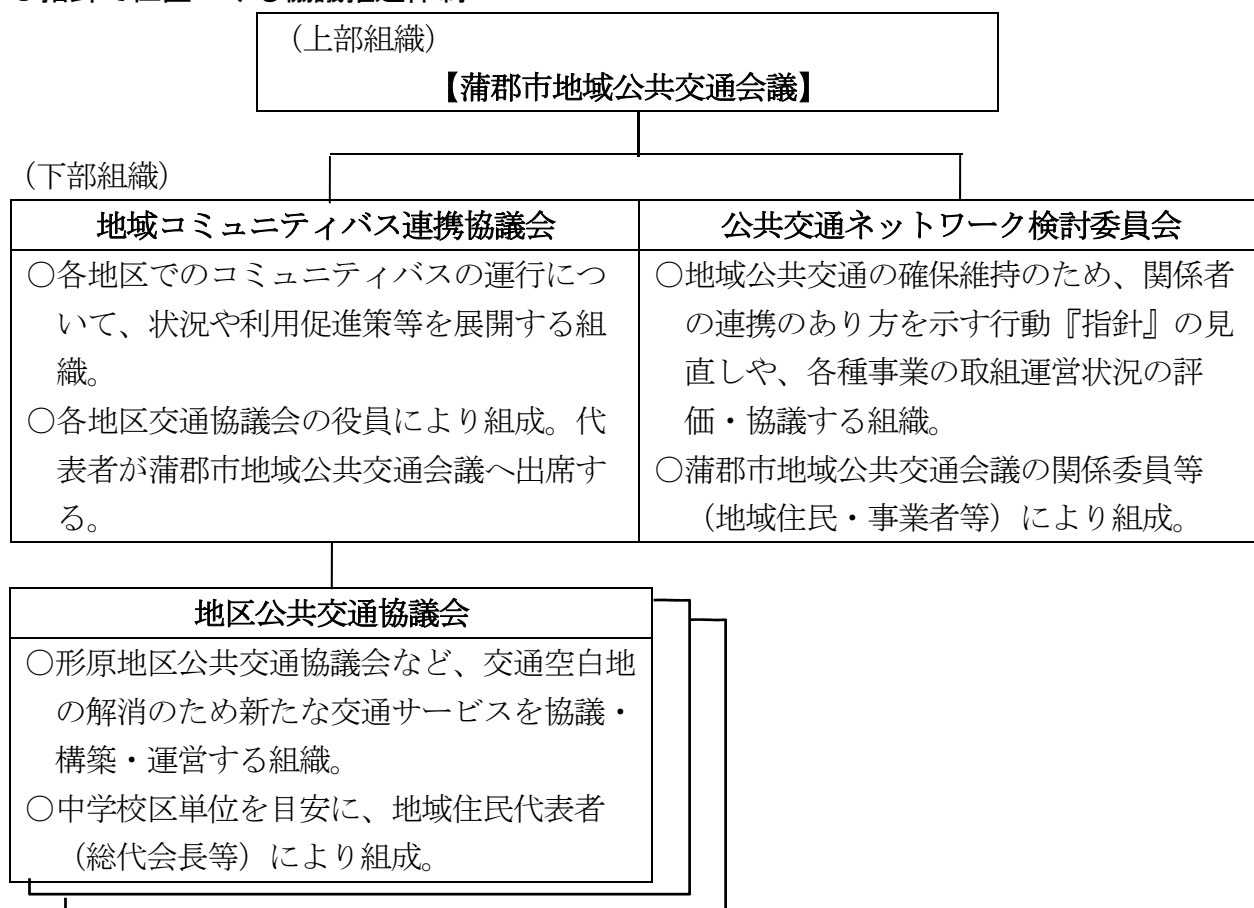 (上部組織)
【蒲郡市地域公共交通会議】
(下部組織)
地域コミュニティバス連携協議会
○各地区でのコミュニティバスの運行につ
いて、状況や利用促進策等を展開する組
織。
○各地区交通協議会の役員により組成。代
表者が蒲郡市地域公共交通会議へ出席す
る。
公共交通ネットワーク検討委員会
○地域公共交通の確保維持のため、関係者
の連携のあり方を示す行動『指針』の見
直しや、各種事業の取組運営状況の評
価・協議する組織。
○蒲郡市地域公共交通会議の関係委員等
(地域住民・事業者等)により組成。
地区公共交通協議会
○形原地区公共交通協議会など、交通空白地
の解消のため新たな交通サービスを協議・
構築・運営する組織。
○中学校区単位を目安に、地域住民代表者
(総代会長等)により組成。